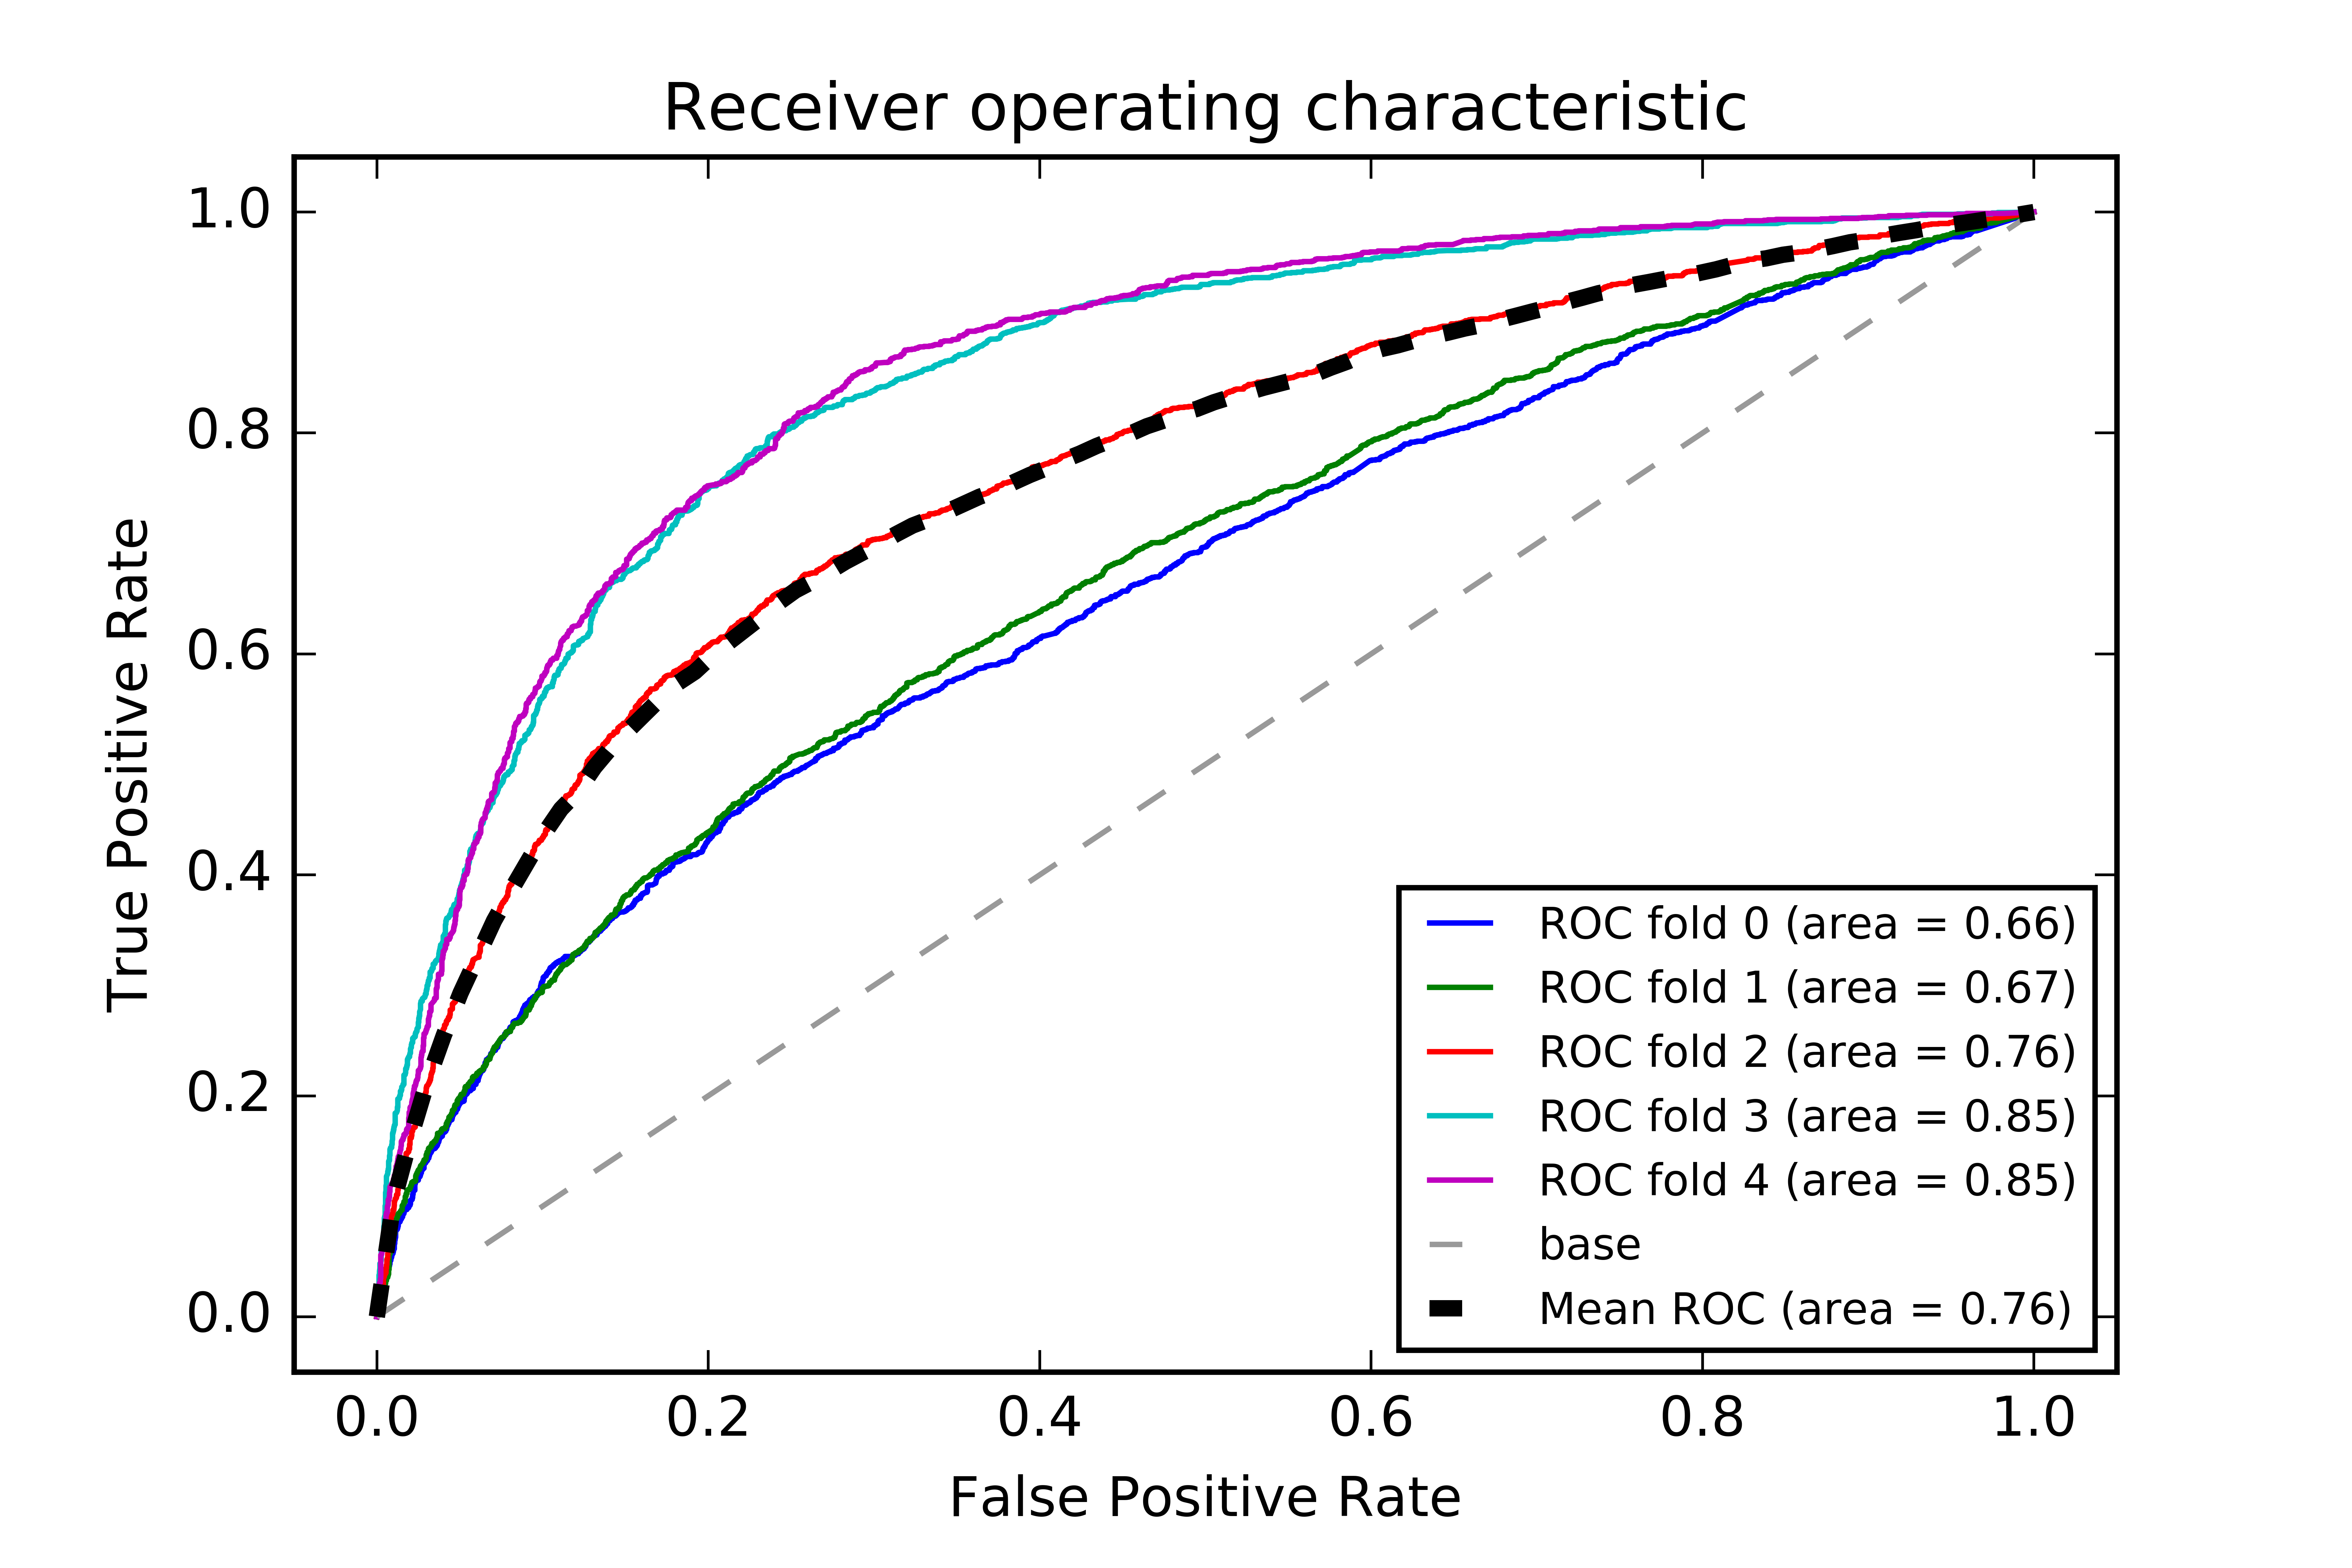 Receiver operating characteristic
True Positive Rate
1.0
0.8
0.6
0.4
0.2
0.0
ROC fold 0 (area = 0.66)
ROC fold 1 (area = 0.67)
ROC fold 2 (area = 0.76)
ROC fold 3 (area = 0.85)
ROC fold 4 (area = 0.85)
base
Mean ROC (area = 0.76)
0.0 0.2 0.4 0.6 0.8 1.0
False Positive Rate